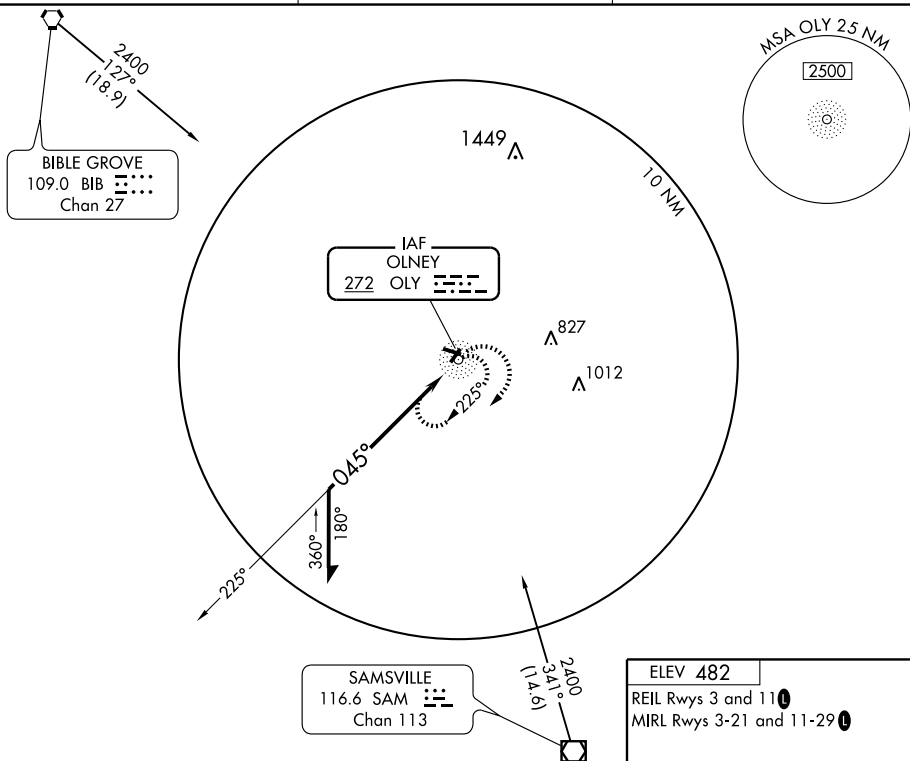 2400
127°
(18.9)
MSA OLY 25 NM
2500
BIBLE GROVE
109.0 BIB
Chan 27
1449
10 NM
IAF
OLNEY
272 OLY
827
1012
225°
045°
360°
180°
225°
2400
341°
(14.6)
SAMSVILLE
116.6 SAM
Chan 113
ELEV 482
REIL Rwys 3 and 11 L
MIRL Rwys 3-21 and 11-29 L